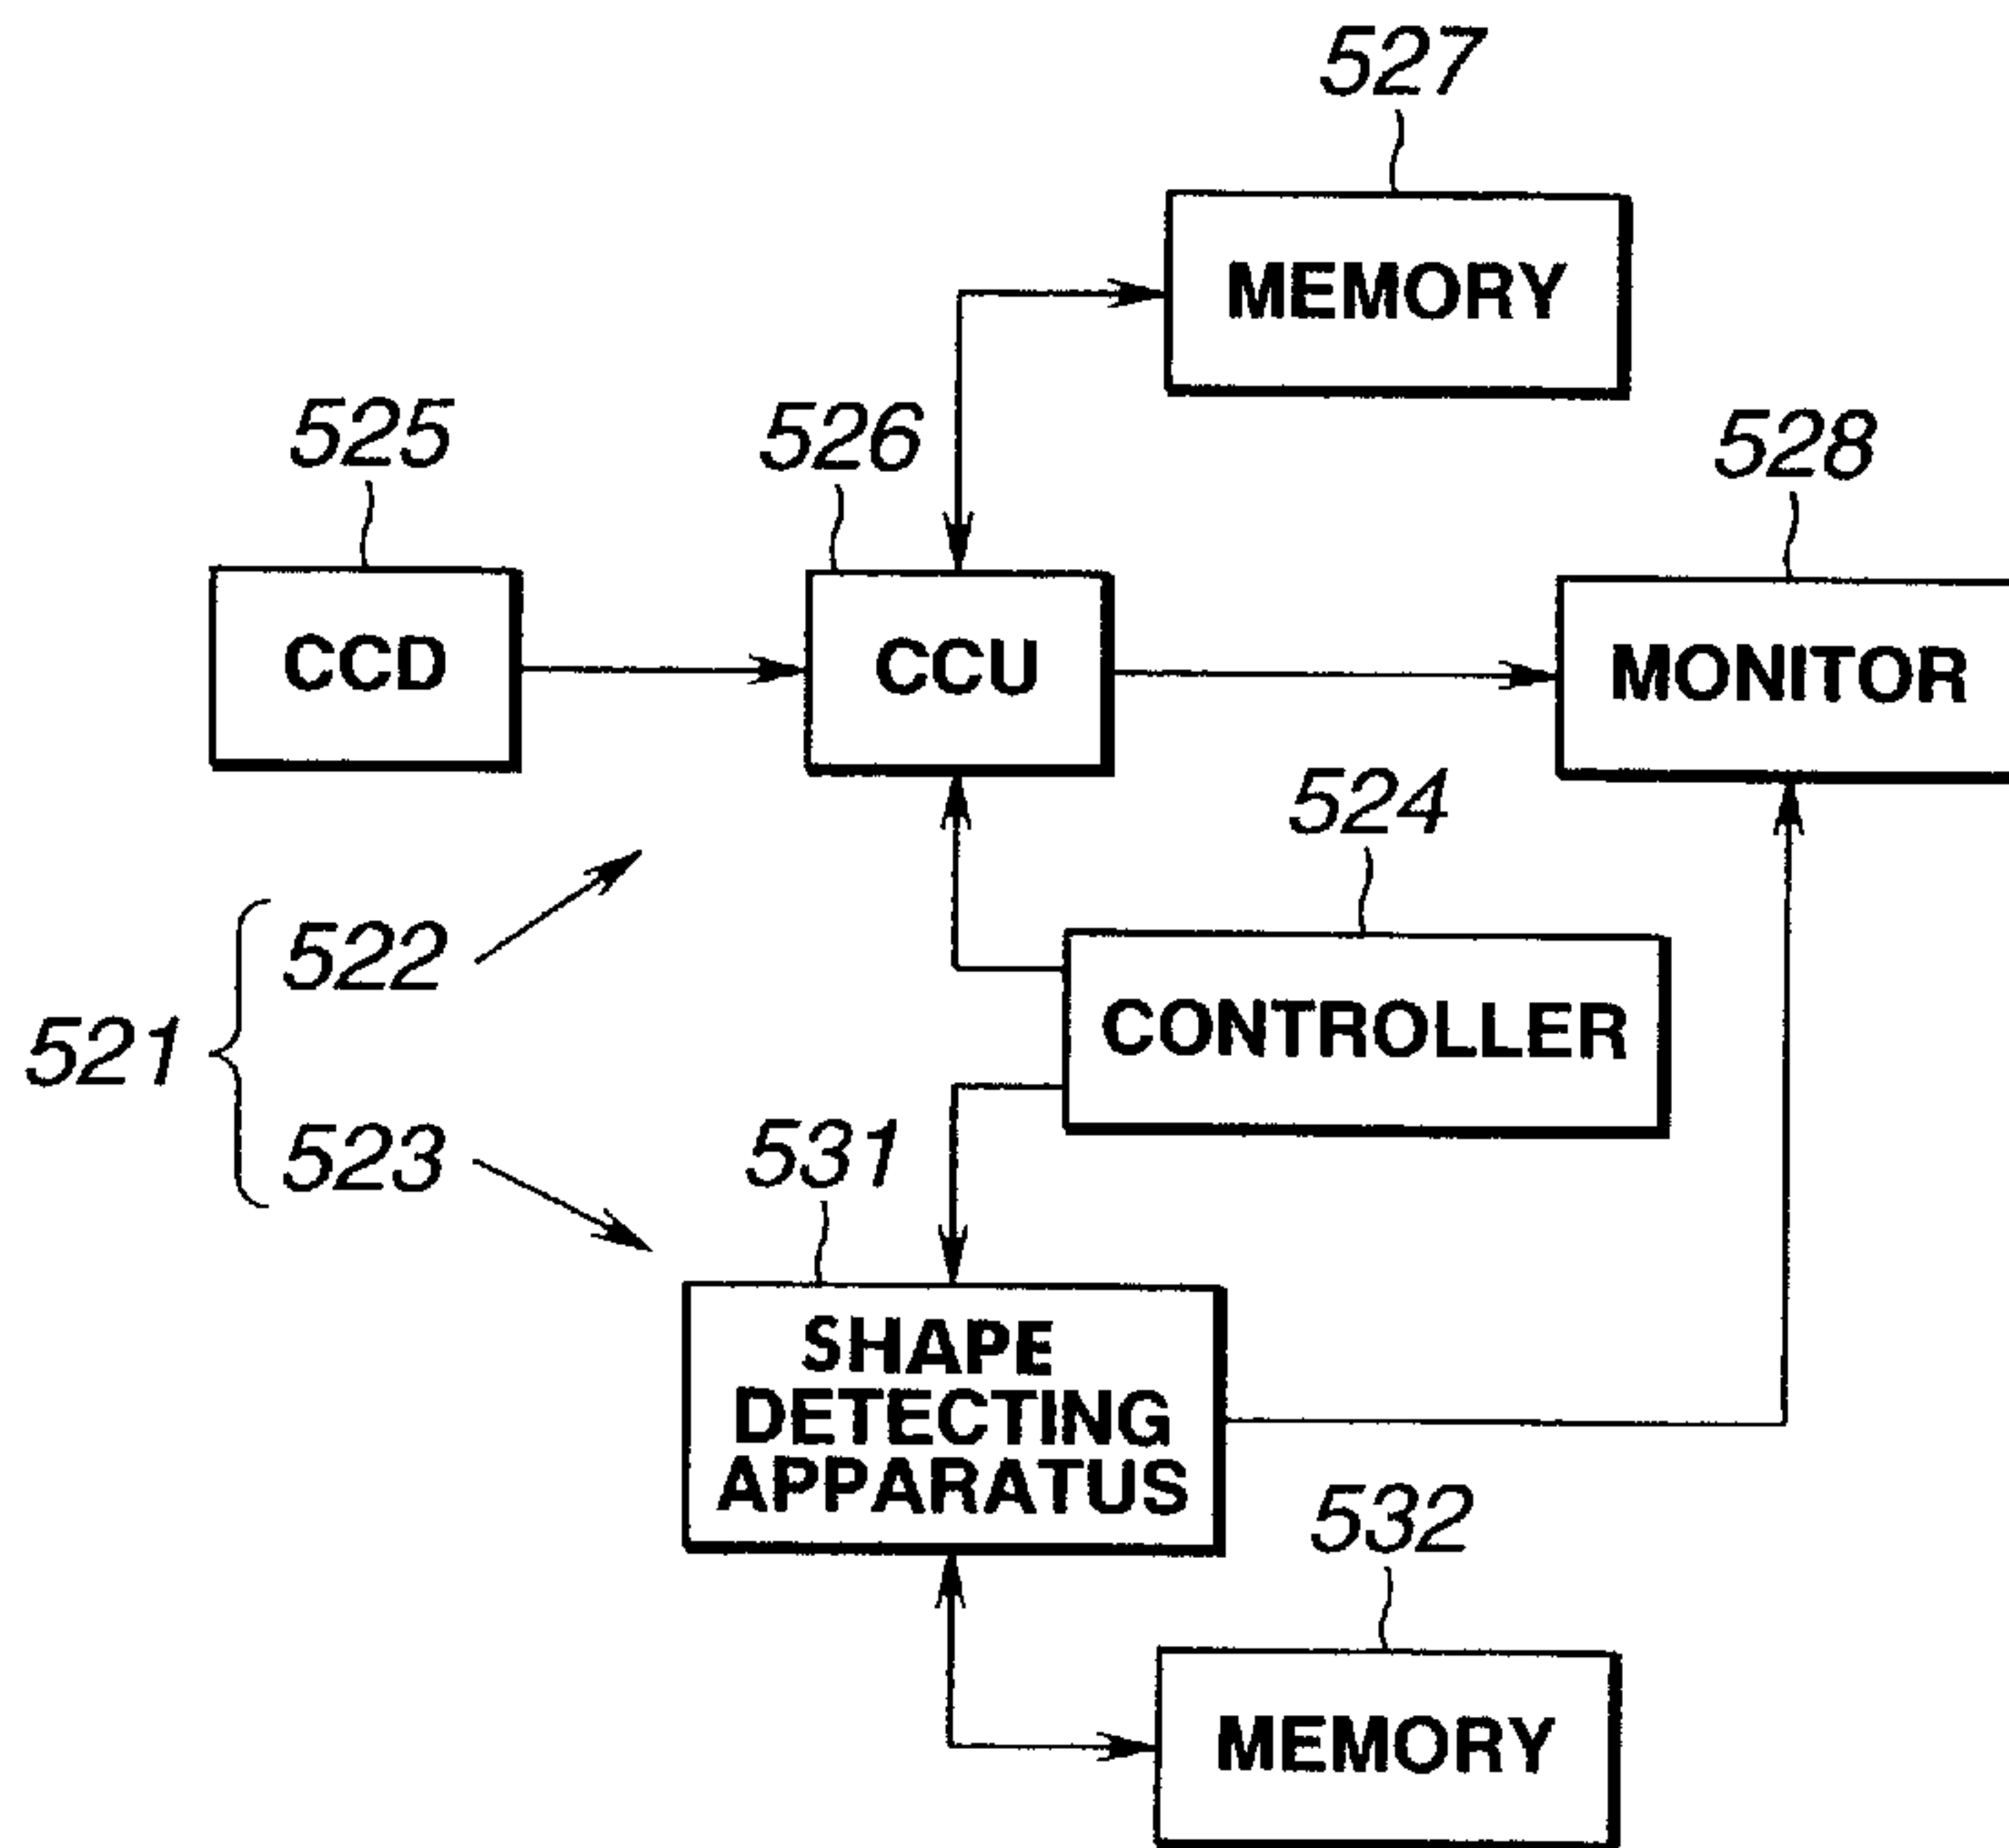 527
MEMORY
525
526
528
CCD
CCU
MONITOR
524
522
CONTROLLER
521
523
531
SHAPE
DETECTING
APPARATUS
532
MEMORY